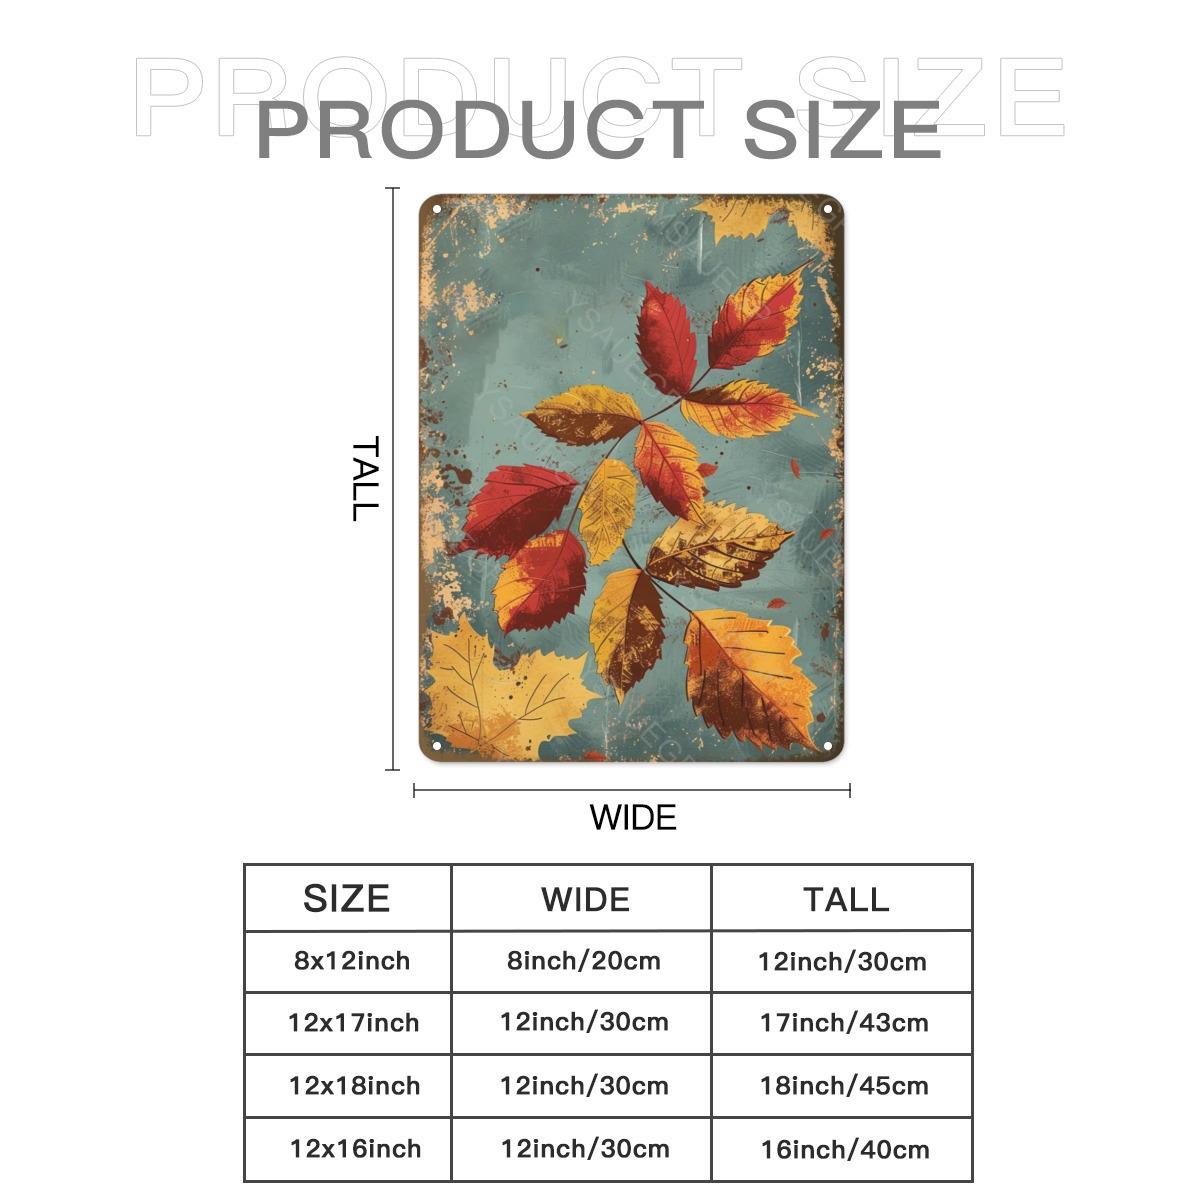 PRODUCT SIZE
PRODUCT SIZE
TALL
WIDE
SIZE WIDE TALL
8x12inch 8inch/20cm 12inch/30cm
12x17inch 12inch/30cm 17inch/43cm
12x18inch 12inch/30cm 18inch/45cm
12x16inch 12inch/30cm 16inch/40cm